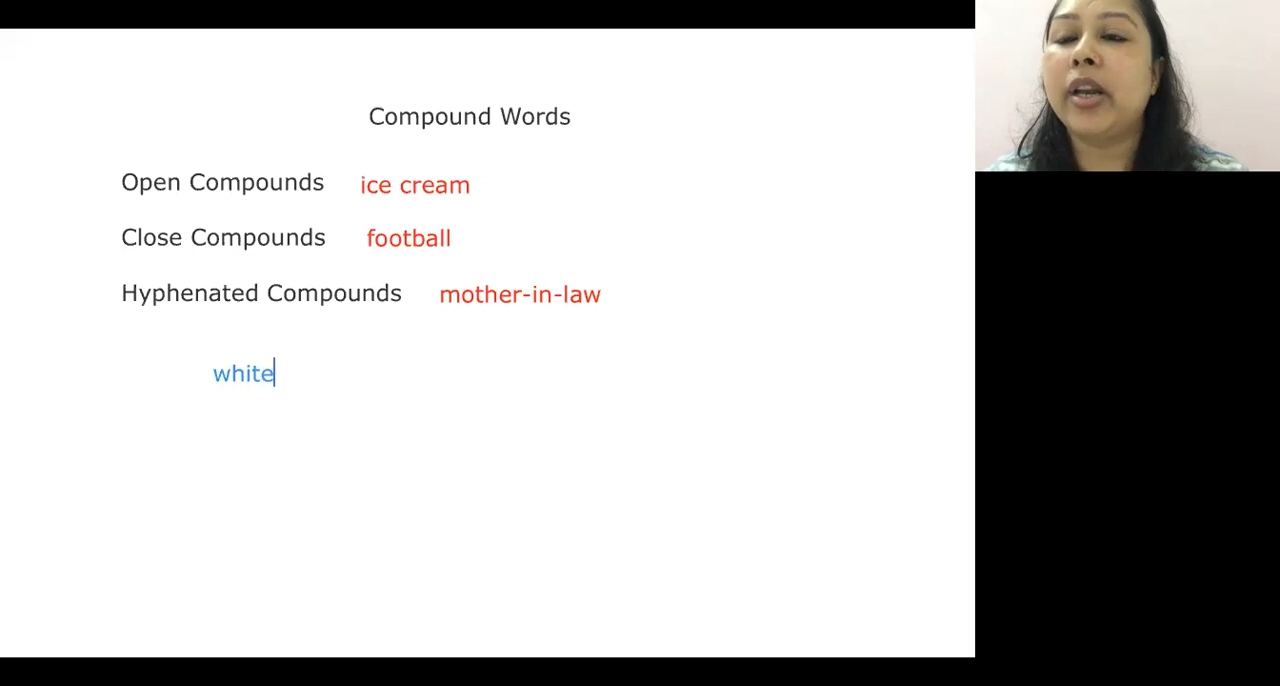 Compound Words
Open Compounds ice cream
Close Compounds football
Hyphenated Compounds mother-in-law
white